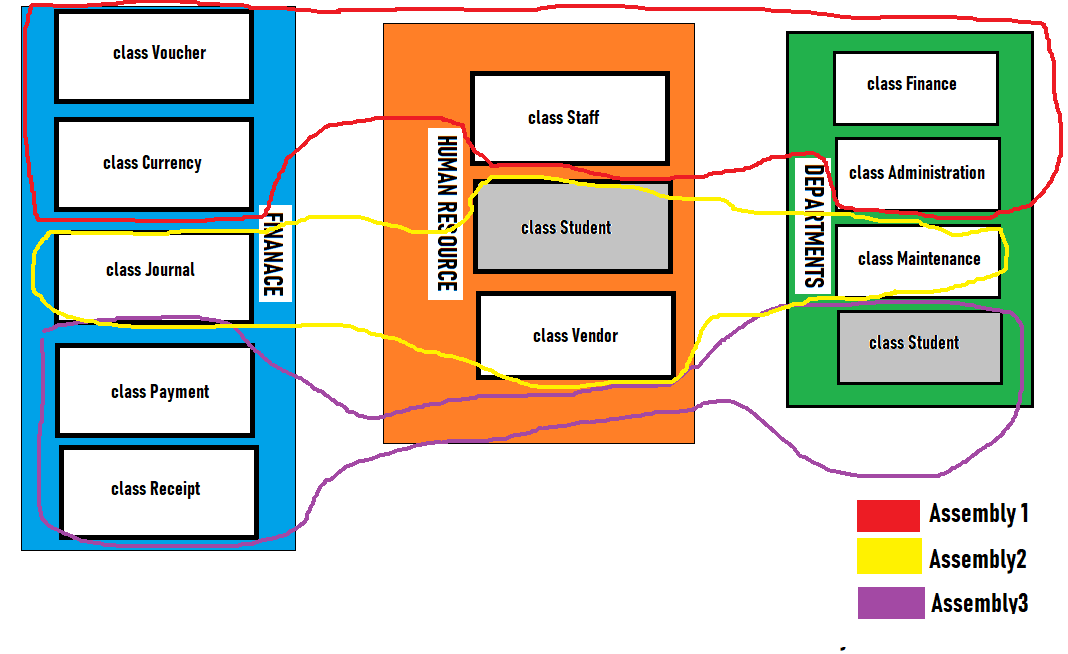 class Voucher
class Currency
class Journal
class Payment
class Receipt
FINANACE
class Staff
class Student
class Vendor
HUMAN RESOURCE
class Finance
class Administration
class Maintenance
class Student
DEPARTMENTS
Assembly 1
Assembly2
Assembly3